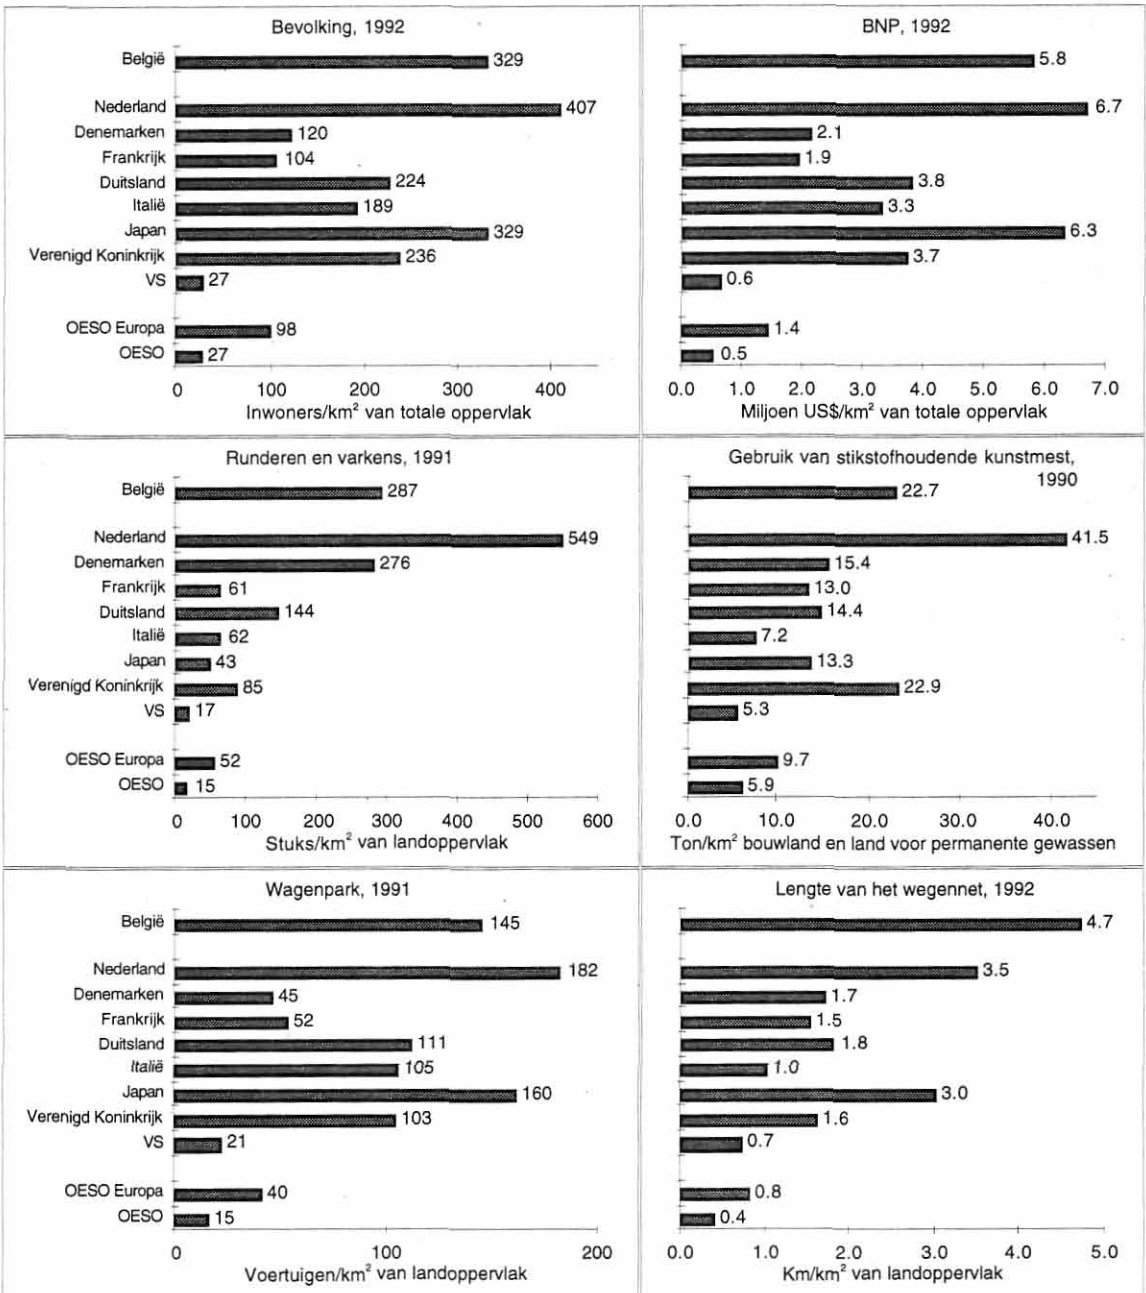 Bevolking, 1992
België 329
Nederland 407
Denemarken 120
Frankrijk 104
Duitsland 224
Italië 189
Japan 329
Verenigd Koninkrijk 236
VS 27
OESO Europa 98
OESO 27
0 100 200 300 400
Inwoners/km² van totale oppervlak
BNP, 1992
5.8
6.7
2.1
1.9
3.8
3.3
6.3
3.7
0.6
1.4
0.5
0.0 1.0 2.0 3.0 4.0 5.0 6.0 7.0
Miljoen US$/km² van totale oppervlak
Runderen en varkens, 1991
België 287
Nederland 549
Denemarken 276
Frankrijk 61
Duitsland 144
Italië 62
Japan 43
Verenigd Koninkrijk 85
VS 17
OESO Europa 52
OESO 15
0 100 200 300 400 500 600
Stuks/km² van landoppervlak
Gebruik van stikstofhoudende kunstmest,
1990
22.7
41.5
15.4
13.0
14.4
7.2
13.3
22.9
5.3
9.7
5.9
0.0 10.0 20.0 30.0 40.0
Ton/km² bouwland en land voor permanente gewassen
Wagenpark, 1991
België 145
Nederland 182
Denemarken 45
Frankrijk 52
Duitsland 111
Italië 105
Japan 160
Verenigd Koninkrijk 103
VS 21
OESO Europa 40
OESO 15
0 100 200
Voertuigen/km² van landoppervlak
Lengte van het wegennet, 1992
4.7
3.5
1.7
1.5
1.8
1.0
3.0
1.6
0.7
0.8
0.4
0.0 1.0 2.0 3.0 4.0 5.0
Km/km² van landoppervlak